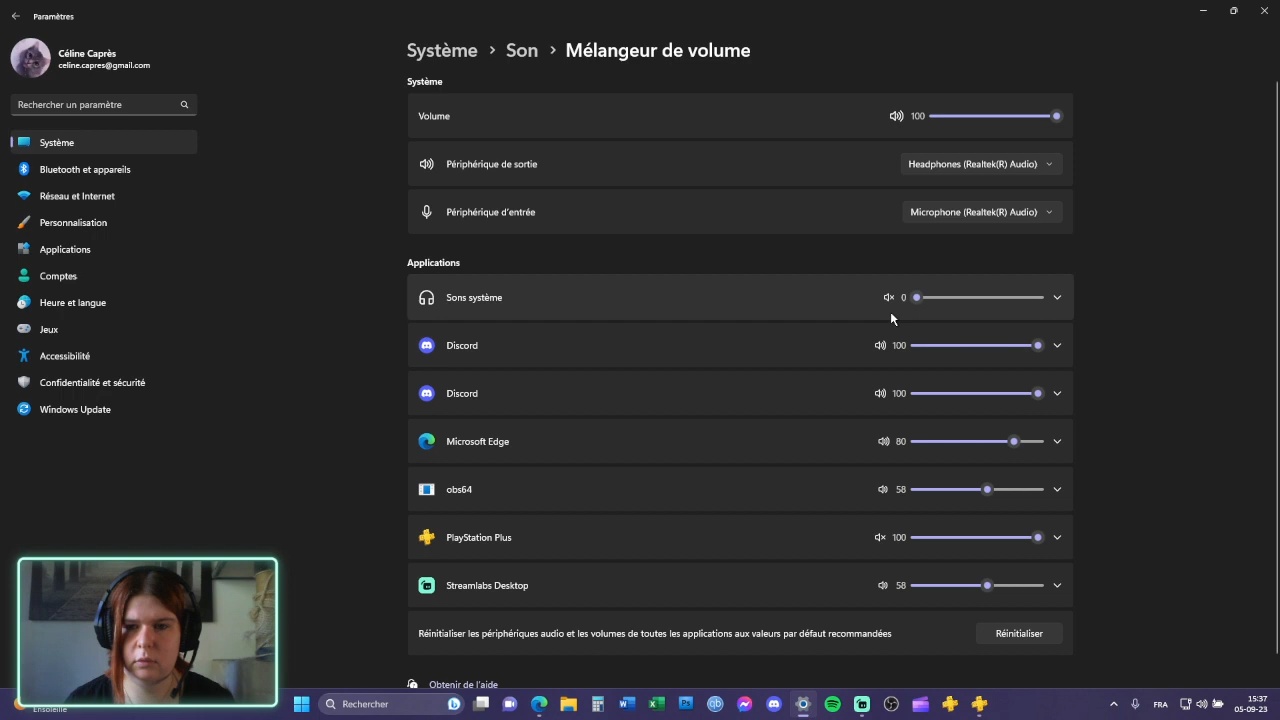 Paramètres
Céline Caprès
celine.capres@gmail.com
Rechercher un paramètre
Système
Bluetooth et appareils
Réseau et Internet
Personnalisation
Applications
Comptes
Heure et langue
Jeux
Accessibilité
Confidentialité et sécurité
Windows Update
Système > Son > Mélangeur de volume
Système
Volume 100
Périphérique de sortie Headphones (Realtek(R) Audio)
Périphérique d'entrée Microphone (Realtek(R) Audio)
Applications
Sons système 0
Discord 100
Discord 100
Microsoft Edge 80
obs64 58
PlayStation Plus 100
Streamlabs Desktop 58
Réinitialiser les périphériques audio et les volumes de toutes les applications aux valeurs par défaut recommandées Réinitialiser
Obtenir de l'aide
Ensoleillé
Rechercher
FRA
15:37
05-09-23